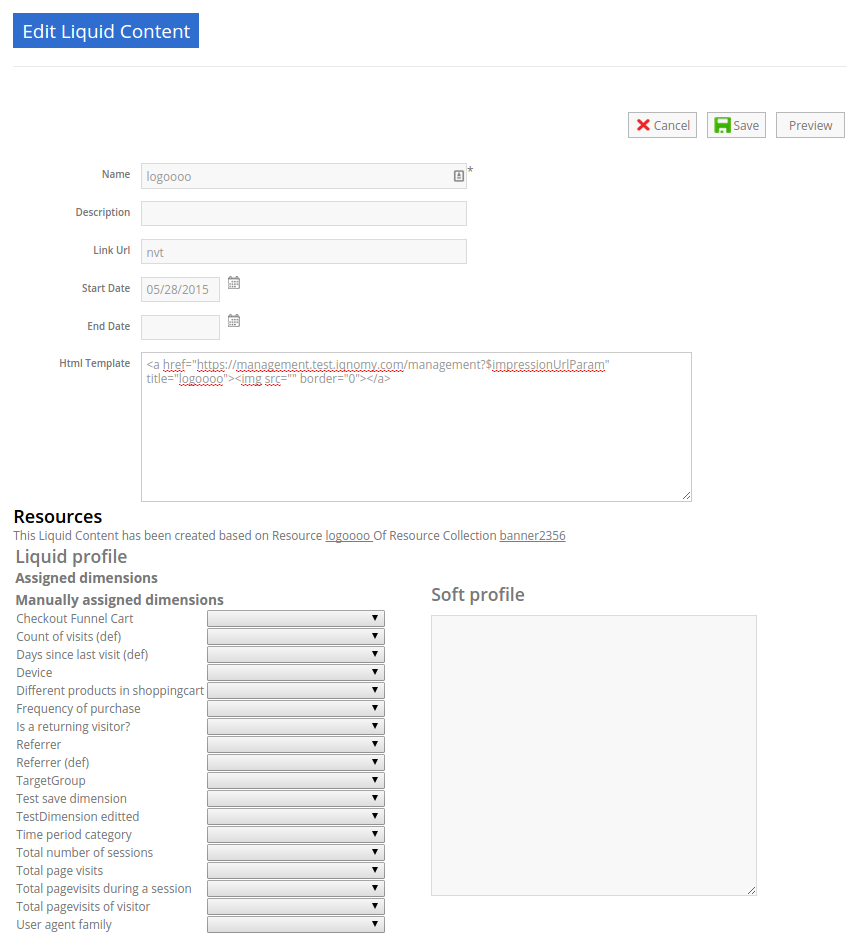 Edit Liquid Content
Cancel
Save
Preview
Name
logoooo
*
Description
Link Url
nvt
Start Date
05/28/2015
End Date
Html Template
<a href="https://management.test.iqnomy.com/management?$impressionUrlParam"
title="logoooo"><img src="" border="0"></a>
Resources
This Liquid Content has been created based on Resource logoooo Of Resource Collection banner2356
Liquid profile
Assigned dimensions
Manually assigned dimensions
Checkout Funnel Cart
Count of visits (def)
Days since last visit (def)
Device
Different products in shoppingcart
Frequency of purchase
Is a returning visitor?
Referrer
Referrer (def)
TargetGroup
Test save dimension
TestDimension editted
Time period category
Total number of sessions
Total page visits
Total pagevisits during a session
Total pagevisits of visitor
User agent family
Soft profile